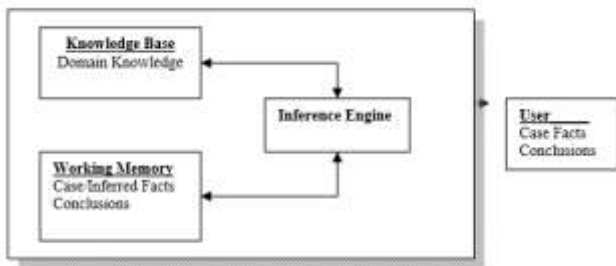 Knowledge Base
Domain Knowledge
Inference Engine
User
Case Facts
Conclusions
Working Memory
Case/Inferred Facts
Conclusions